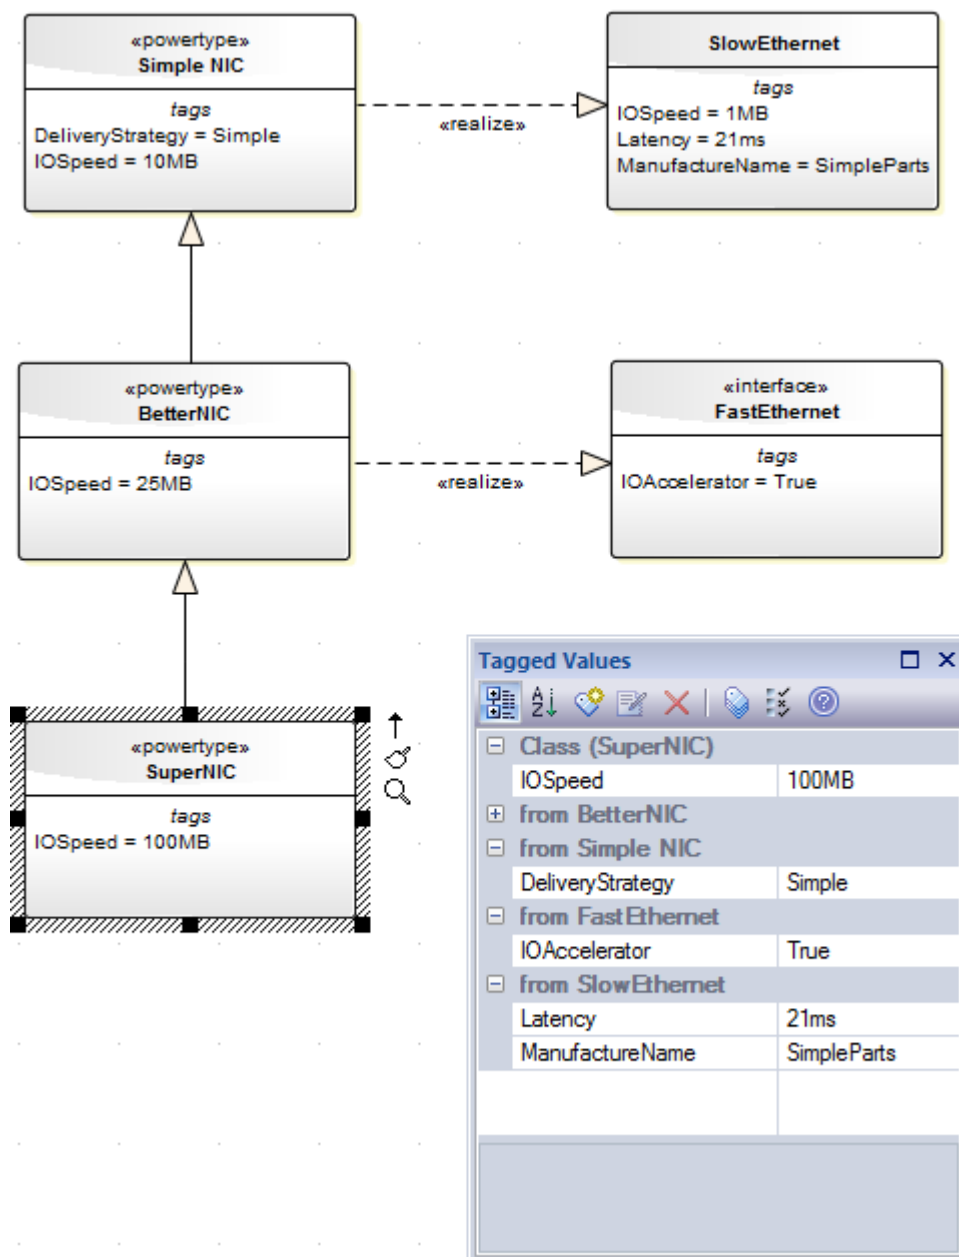 «powertype»
Simple NIC
tags
DeliveryStrategy = Simple
IOSpeed = 10MB
«realize»
SlowEthernet
tags
IOSpeed = 1MB
Latency = 21ms
ManufactureName = SimpleParts
«powertype»
BetterNIC
tags
IOSpeed = 25MB
«realize»
«interface»
FastEthernet
tags
IOAccelerator = True
«powertype»
SuperNIC
tags
IOSpeed = 100MB
Tagged Values
Class (SuperNIC)
IOSpeed 100MB
from BetterNIC
from Simple NIC
DeliveryStrategy Simple
from FastEthernet
IOAccelerator True
from SlowEthernet
Latency 21ms
ManufactureName SimpleParts